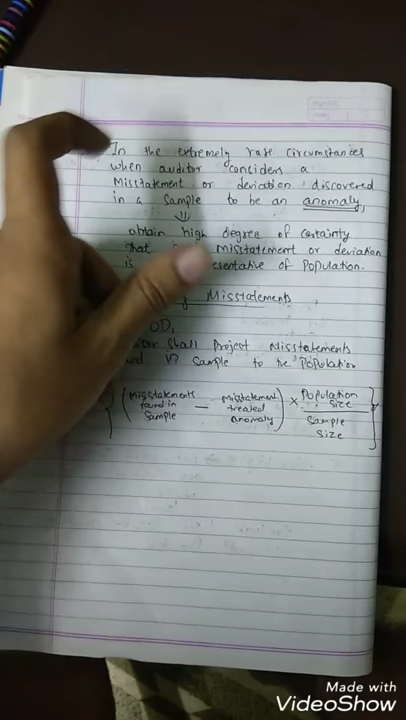 In the extremely rare circumstances
when auditor considers a
Misstatement or deviation discovered
in a sample to be an anomaly,
obtain high degree of certainty
that Misstatement or deviation
is of Population.
Misstatements
OD,
shall Project Misstatements
in sample to the Population
{(Misstatements found in Sample — Misstatement treated anomaly) × Population Size / Sample Size}
Made with
VideoShow